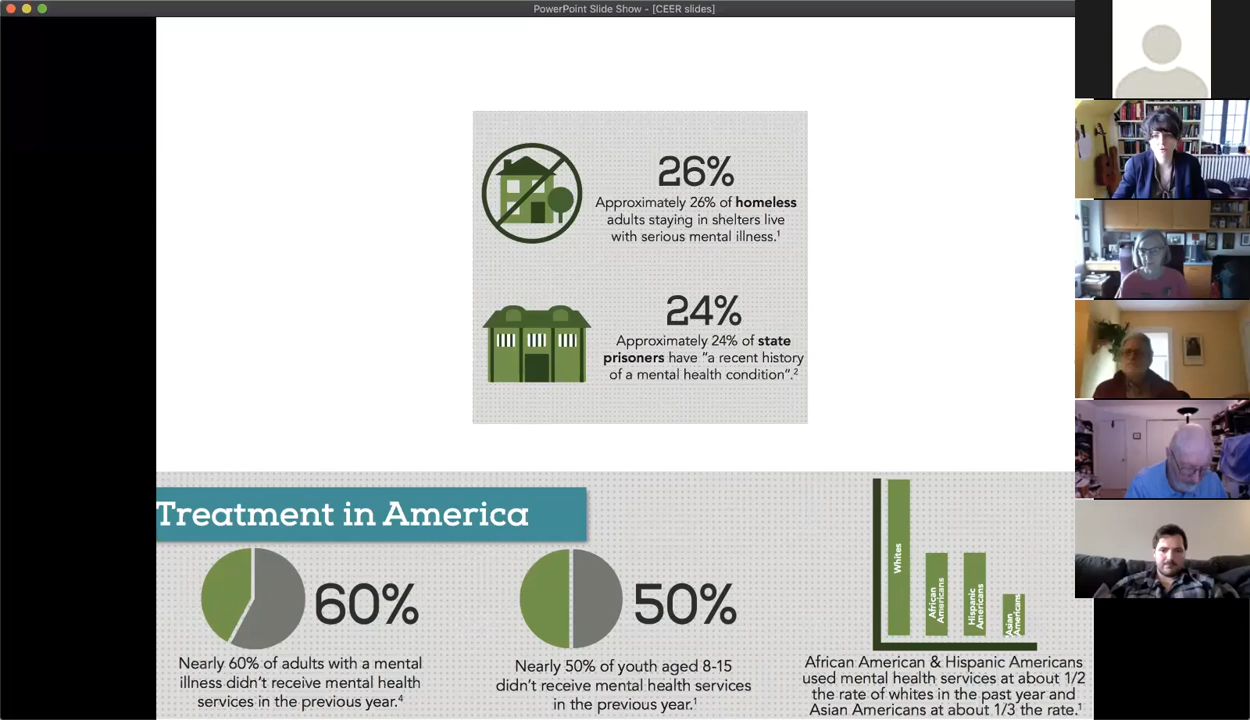 PowerPoint Slide Show - [CEER slides]
26%
Approximately 26% of homeless
adults staying in shelters live
with serious mental illness.¹
24%
Approximately 24% of state
prisoners have “a recent history
of a mental health condition”.²
Treatment in America
60%
Nearly 60% of adults with a mental
illness didn’t receive mental health
services in the previous year.⁴
50%
Nearly 50% of youth aged 8-15
didn’t receive mental health services
in the previous year.¹
Whites
African
Americans
Hispanic
Americans
Asian
Americans
African American & Hispanic Americans
used mental health services at about 1/2
the rate of whites in the past year and
Asian Americans at about 1/3 the rate.¹